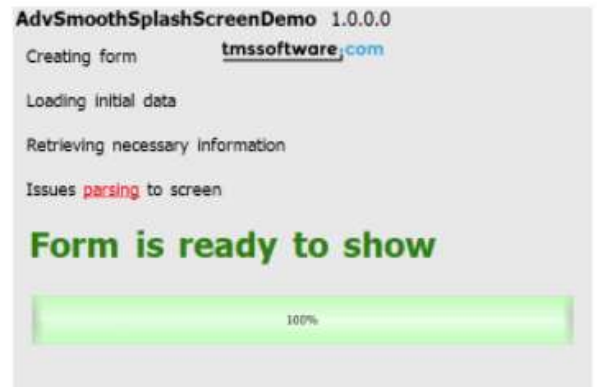 AdvSmoothSplashScreenDemo 1.0.0.0
Creating form
tmssoftware.com
Loading initial data
Retrieving necessary information
Issues parsing to screen
Form is ready to show
100%